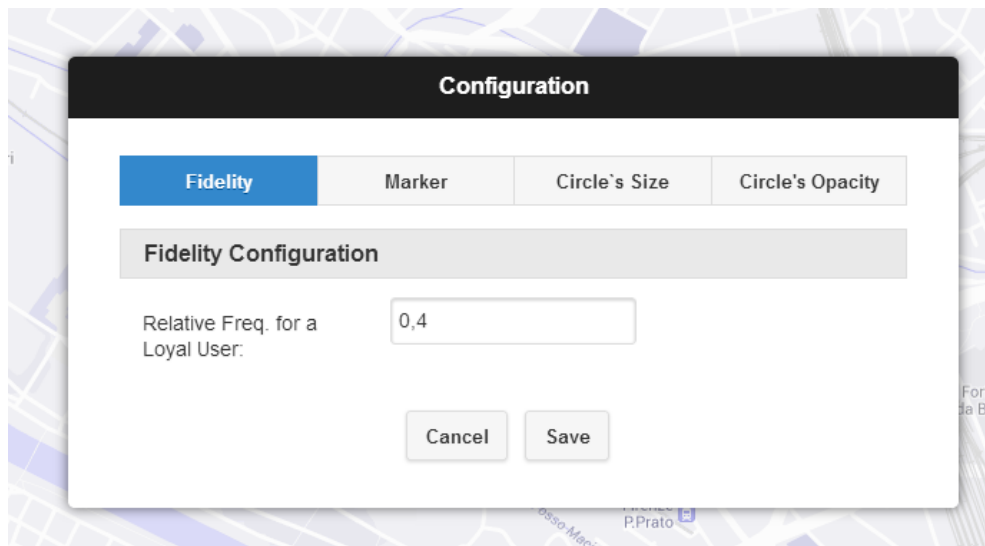 Configuration
Fidelity
Marker
Circle`s Size
Circle's Opacity
Fidelity Configuration
Relative Freq. for a
Loyal User:
0,4
Cancel
Save
P.Prato